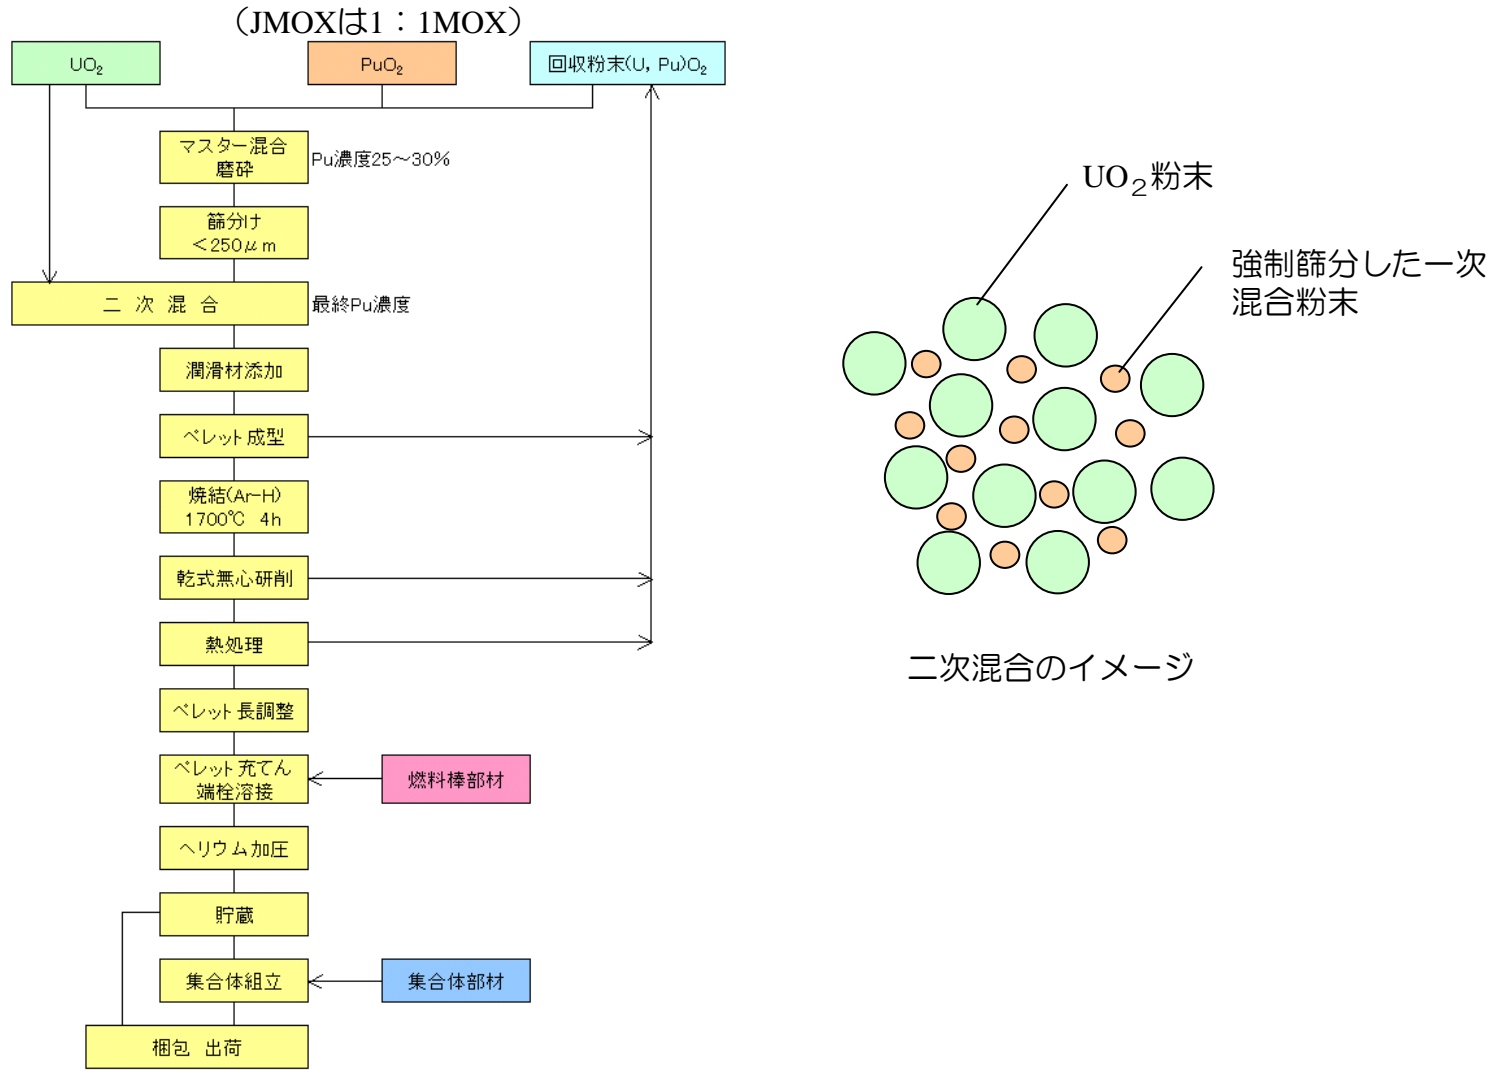 （JMOXは1：1MOX）
UO₂
PuO₂
回収粉末(U, Pu)O₂
マスター混合
磨砕
Pu濃度25～30%
篩分け
＜250μm
二 次 混 合
最終Pu濃度
潤滑材添加
ペレット成型
焼結(Ar-H)
1700℃ 4h
乾式無心研削
熱処理
ペレット長調整
ペレット充てん
端栓溶接
燃料棒部材
ヘリウム加圧
貯蔵
集合体組立
集合体部材
梱包 出荷
UO₂粉末
強制篩分した一次
混合粉末
二次混合のイメージ